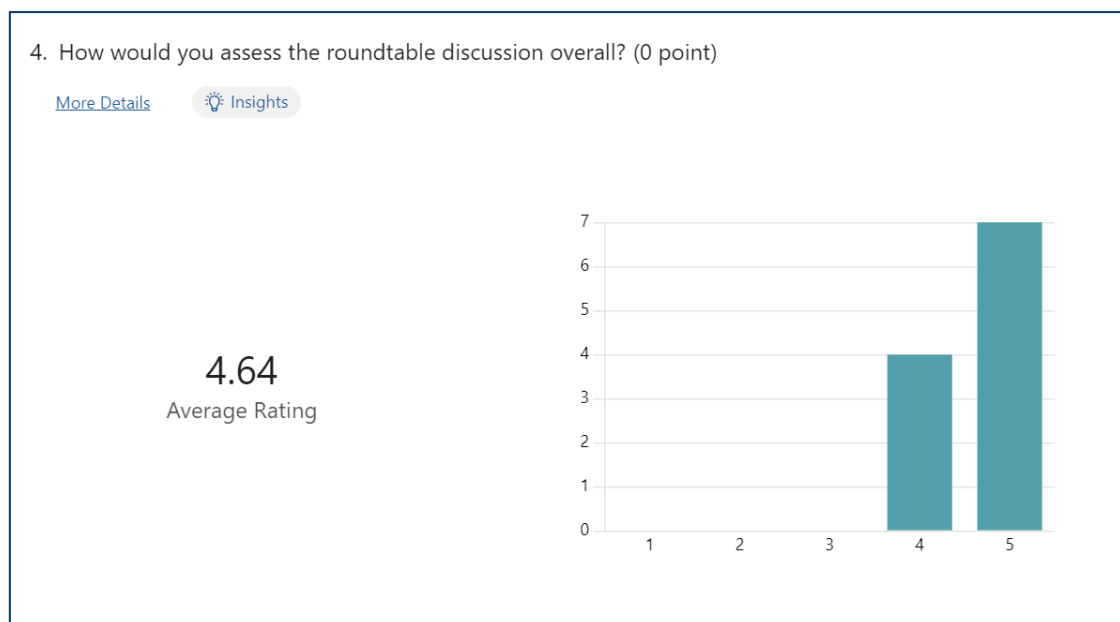 4. How would you assess the roundtable discussion overall? (0 point)
More Details
Insights
4.64
Average Rating
7
6
5
4
3
2
1
0
1 2 3 4 5